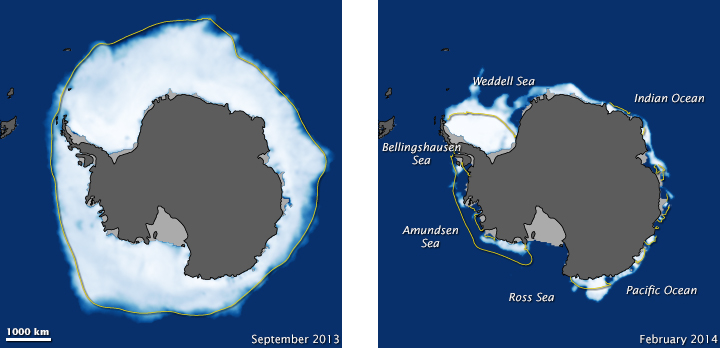 1000 km
September 2013
Weddell Sea
Indian Ocean
Bellingshausen
Sea
Amundsen
Sea
Ross Sea
Pacific Ocean
February 2014